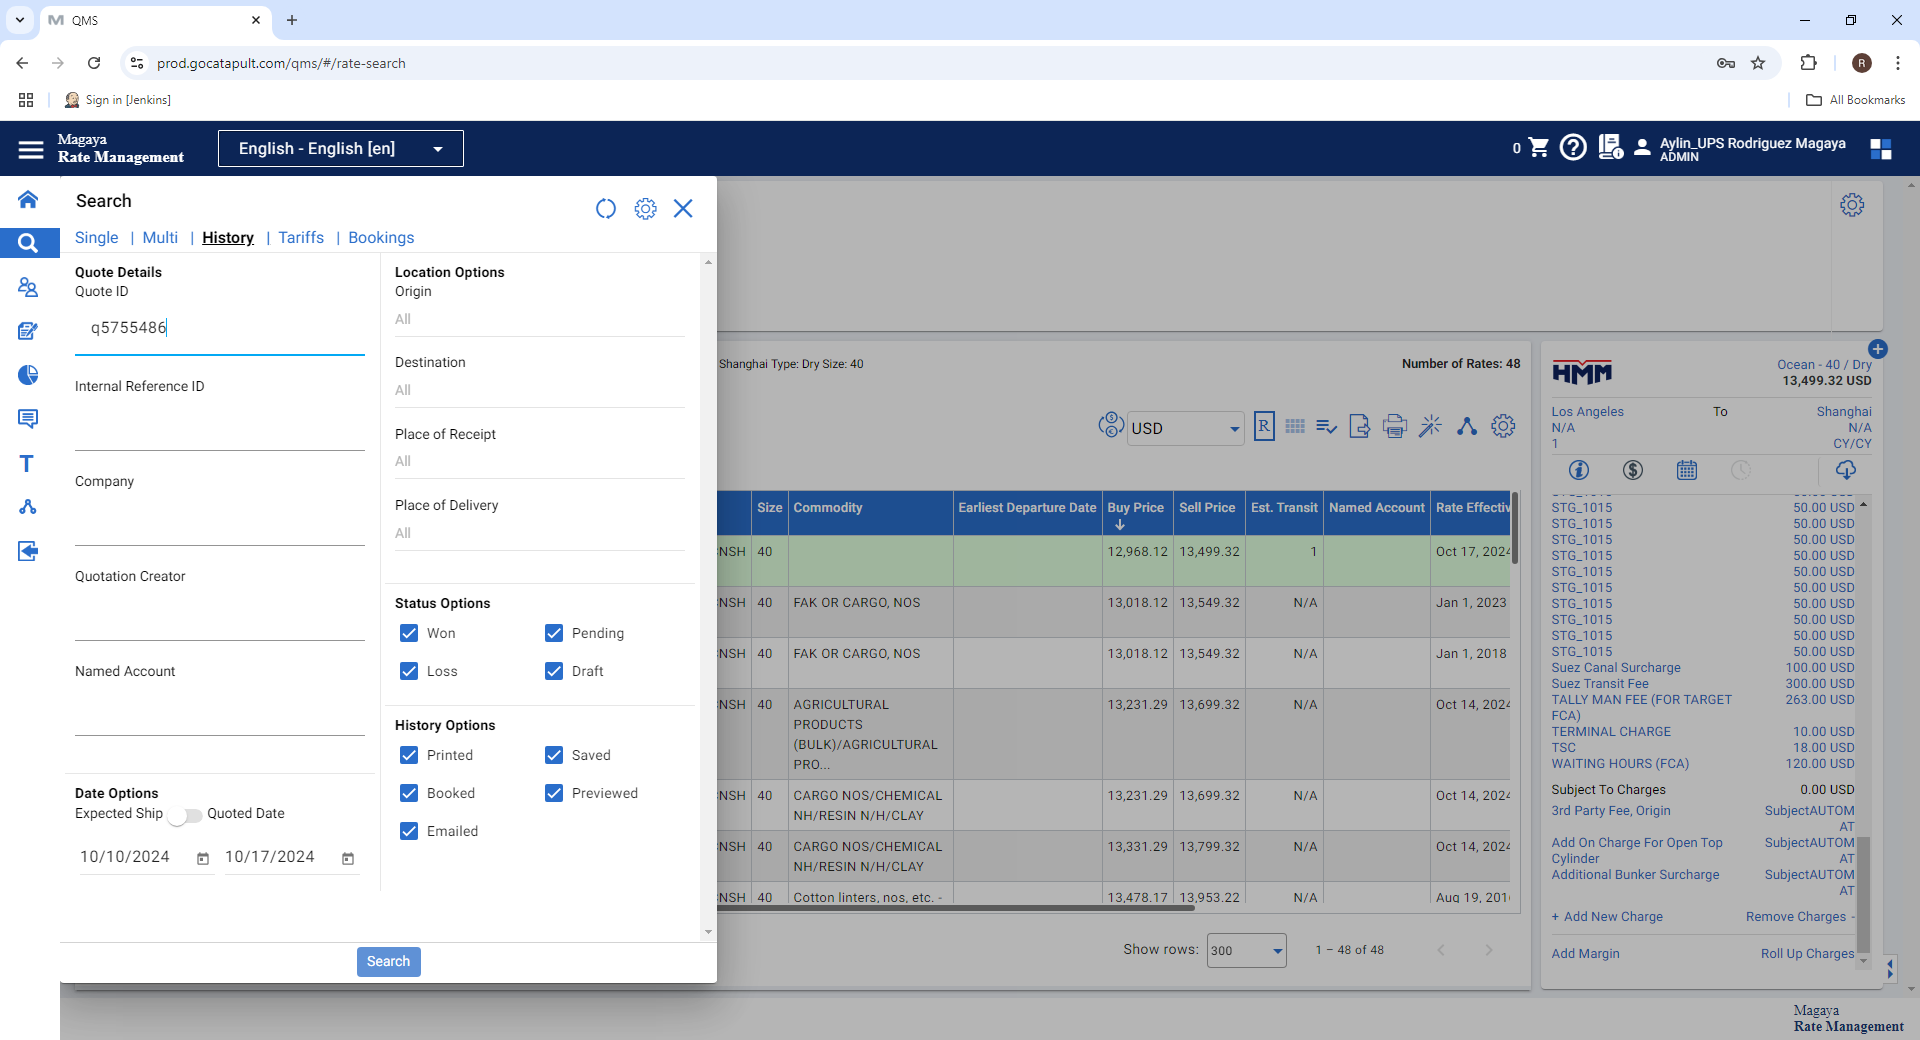 QMS
prod.gocatapult.com/qms/#/rate-search
R
Sign in [Jenkins]
All Bookmarks
Magaya
Rate Management
English - English [en]
0
Aylin_UPS Rodriguez Magaya
ADMIN
Search
Single | Multi | History | Tariffs | Bookings
Quote Details
Quote ID
q5755486
Internal Reference ID
Company
Quotation Creator
Named Account
Date Options
Expected Ship Quoted Date
10/10/2024 10/17/2024
Location Options
Origin
All
Destination
All
Place of Receipt
All
Place of Delivery
All
Status Options
Won Pending
Loss Draft
History Options
Printed Saved
Booked Previewed
Emailed
Search
T
Shanghai Type: Dry Size: 40
Number of Rates: 48
USD
R
Size Commodity Earliest Departure Date Buy Price Sell Price Est. Transit Named Account Rate Effectiv
NSH 40 12,968.12 13,499.32 1 Oct 17, 2024
NSH 40 FAK OR CARGO, NOS 13,018.12 13,549.32 N/A Jan 1, 2023
NSH 40 FAK OR CARGO, NOS 13,018.12 13,549.32 N/A Jan 1, 2018
NSH 40 AGRICULTURAL 13,231.29 13,699.32 N/A Oct 14, 2024
PRODUCTS
(BULK)/AGRICULTURAL
PRO...
NSH 40 CARGO NOS/CHEMICAL 13,231.29 13,699.32 N/A Oct 14, 2024
NH/RESIN N/H/CLAY
NSH 40 CARGO NOS/CHEMICAL 13,331.29 13,799.32 N/A Oct 14, 2024
NH/RESIN N/H/CLAY
NSH 40 Cotton linters, nos, etc. - 13,478.17 13,953.22 N/A Aug 19, 201
Show rows: 300 1 – 48 of 48
HMM
Ocean - 40 / Dry
13,499.32 USD
Los Angeles To Shanghai
N/A N/A
1 CY/CY
STG_1015 50.00 USD
STG_1015 50.00 USD
STG_1015 50.00 USD
STG_1015 50.00 USD
STG_1015 50.00 USD
STG_1015 50.00 USD
STG_1015 50.00 USD
STG_1015 50.00 USD
STG_1015 50.00 USD
STG_1015 50.00 USD
STG_1015 50.00 USD
Suez Canal Surcharge 100.00 USD
Suez Transit Fee 300.00 USD
TALLY MAN FEE (FOR TARGET 263.00 USD
FCA)
TERMINAL CHARGE 10.00 USD
TSC 18.00 USD
WAITING HOURS (FCA) 120.00 USD
Subject To Charges 0.00 USD
3rd Party Fee, Origin SubjectAUTOM
AT
Add On Charge For Open Top SubjectAUTOM
Cylinder AT
Additional Bunker Surcharge SubjectAUTOM
AT
+ Add New Charge Remove Charges -
Add Margin Roll Up Charges
Magaya
Rate Management